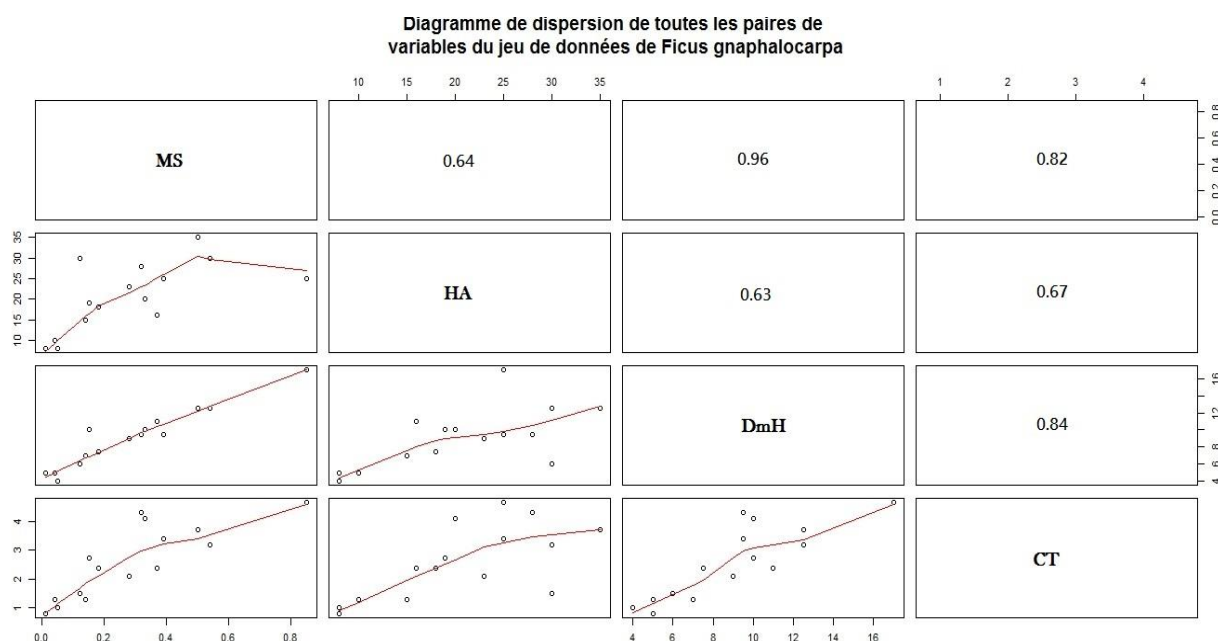 Diagramme de dispersion de toutes les paires de
variables du jeu de données de Ficus gnaphalocarpa
10 15 20 25 30 35
1 2 3 4
MS
0.64
0.96
0.82
0.0 0.2 0.4 0.6 0.8
10 15 20 25 30 35
HA
0.63
0.67
DmH
0.84
4 6 8 10 12 16
1 2 3 4
CT
0.0 0.2 0.4 0.6 0.8
4 6 8 10 12 14 16